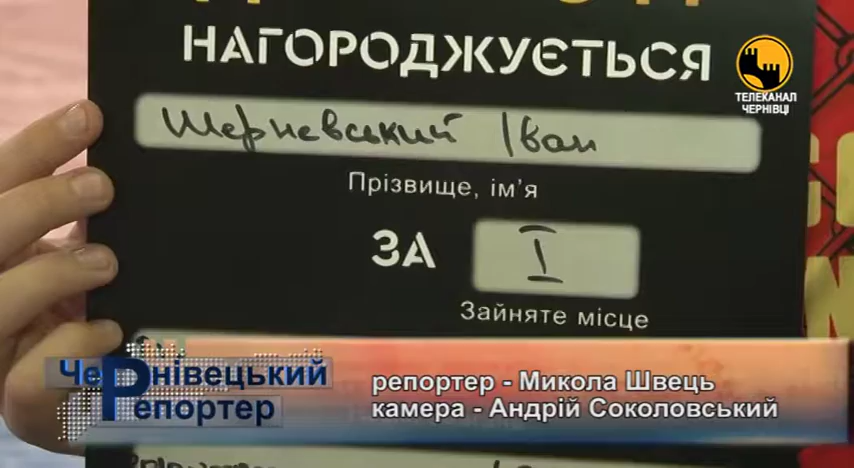 НАГОРОДЖУЄТЬСЯ
ТЕЛЕКАНАЛ
ЧЕРНІВЦІ
Шерневський Іван
Прізвище, ім'я
ЗА I
Зайняте місце
Чернівецький
Репортер
репортер - Микола Швець
камера - Андрій Соколовський